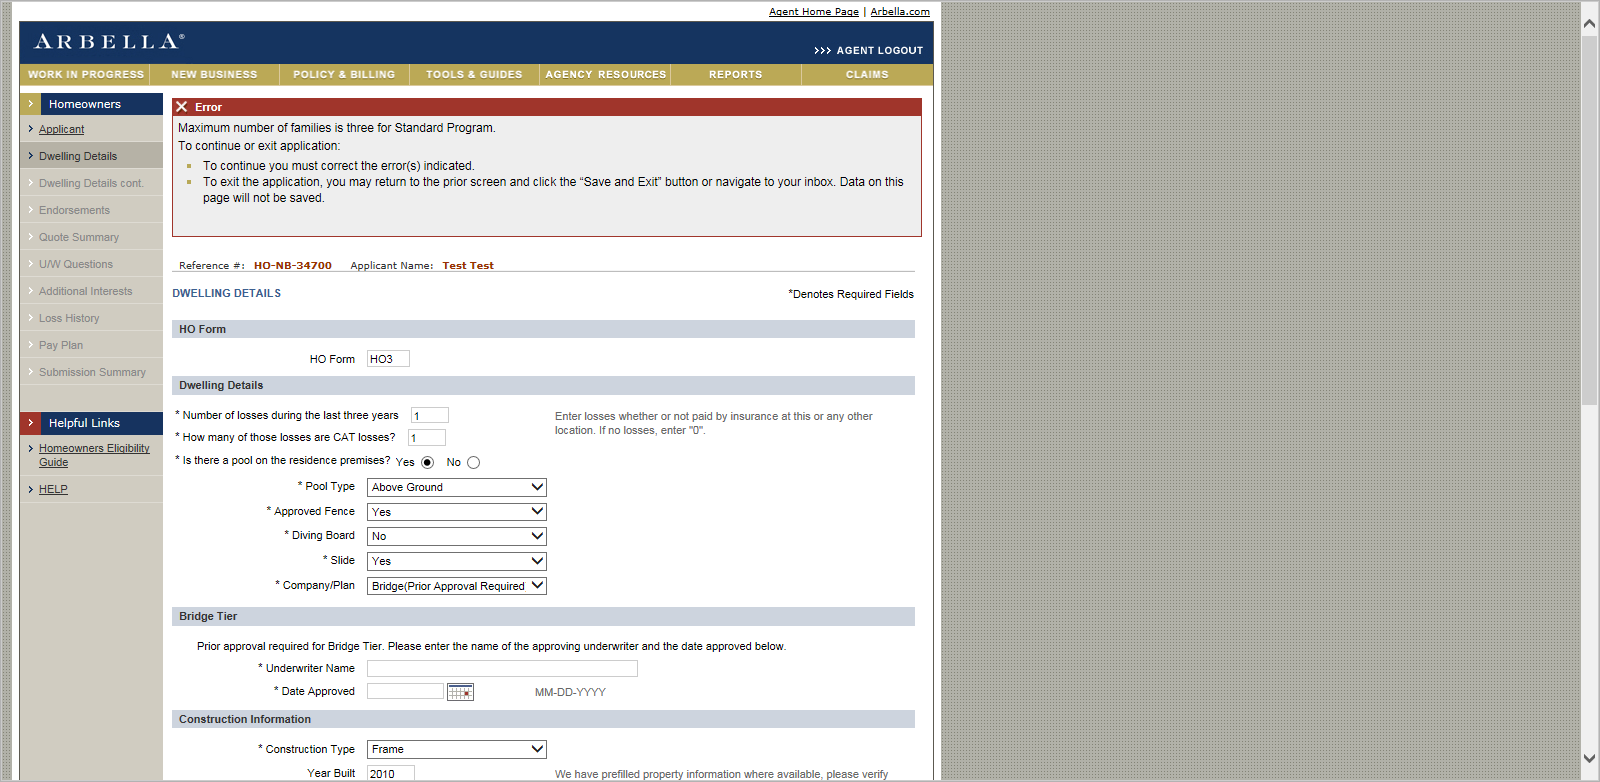 Agent Home Page | Arbella.com
ARBELLA®
>>> AGENT LOGOUT
WORK IN PROGRESS NEW BUSINESS POLICY & BILLING TOOLS & GUIDES AGENCY RESOURCES REPORTS CLAIMS
Homeowners
Applicant
Dwelling Details
Dwelling Details cont.
Endorsements
Quote Summary
U/W Questions
Additional Interests
Loss History
Pay Plan
Submission Summary
Helpful Links
Homeowners Eligibility
Guide
HELP
Error
Maximum number of families is three for Standard Program.
To continue or exit application:
To continue you must correct the error(s) indicated.
To exit the application, you may return to the prior screen and click the “Save and Exit” button or navigate to your inbox. Data on this
page will not be saved.
Reference #: HO-NB-34700 Applicant Name: Test Test
DWELLING DETAILS
*Denotes Required Fields
HO Form
HO Form HO3
Dwelling Details
* Number of losses during the last three years 1
Enter losses whether or not paid by insurance at this or any other
location. If no losses, enter "0".
* How many of those losses are CAT losses? 1
* Is there a pool on the residence premises? Yes No
* Pool Type Above Ground
* Approved Fence Yes
* Diving Board No
* Slide Yes
* Company/Plan Bridge(Prior Approval Required
Bridge Tier
Prior approval required for Bridge Tier. Please enter the name of the approving underwriter and the date approved below.
* Underwriter Name
* Date Approved MM-DD-YYYY
Construction Information
* Construction Type Frame
Year Built 2010 We have prefilled property information where available, please verify